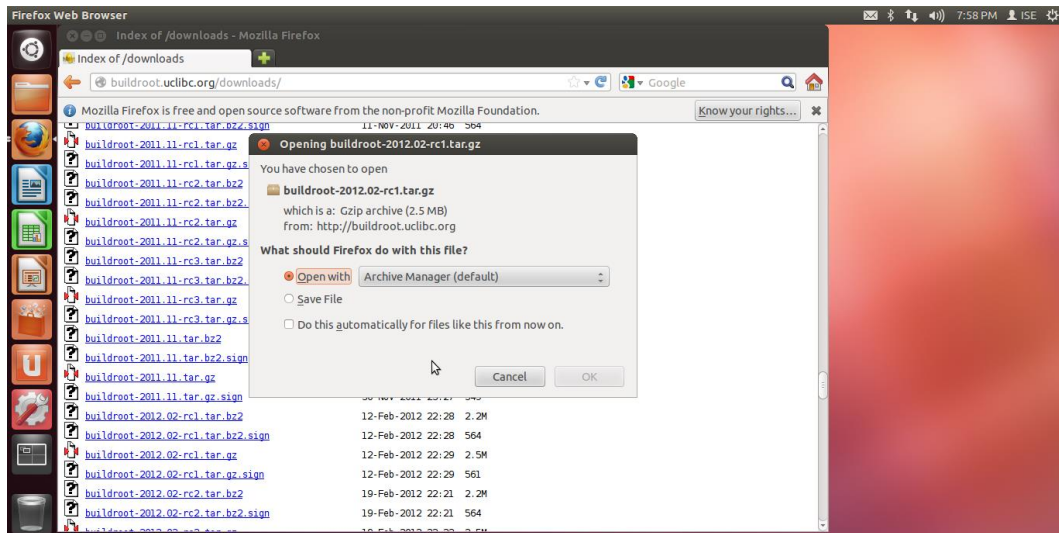 Firefox Web Browser
7:58 PM ISE
Index of /downloads - Mozilla Firefox
Index of /downloads
buildroot.uclibc.org/downloads/
Google
Mozilla Firefox is free and open source software from the non-profit Mozilla Foundation.
Know your rights...
buildroot-2011.11-rc1.tar.bz2.sign 11-Nov-2011 20:46 564
buildroot-2011.11-rc1.tar.gz
buildroot-2011.11-rc1.tar.gz.s
buildroot-2011.11-rc2.tar.bz2
buildroot-2011.11-rc2.tar.bz2.
buildroot-2011.11-rc2.tar.gz
buildroot-2011.11-rc2.tar.gz.s
buildroot-2011.11-rc3.tar.bz2
buildroot-2011.11-rc3.tar.bz2.
buildroot-2011.11-rc3.tar.gz
buildroot-2011.11-rc3.tar.gz.s
buildroot-2011.11.tar.bz2
buildroot-2011.11.tar.bz2.sign
buildroot-2011.11.tar.gz
buildroot-2011.11.tar.gz.sign
buildroot-2012.02-rc1.tar.bz2 12-Feb-2012 22:28 2.2M
buildroot-2012.02-rc1.tar.bz2.sign 12-Feb-2012 22:28 564
buildroot-2012.02-rc1.tar.gz 12-Feb-2012 22:29 2.5M
buildroot-2012.02-rc1.tar.gz.sign 12-Feb-2012 22:29 561
buildroot-2012.02-rc2.tar.bz2 19-Feb-2012 22:21 2.2M
buildroot-2012.02-rc2.tar.bz2.sign 19-Feb-2012 22:21 564
Opening buildroot-2012.02-rc1.tar.gz
You have chosen to open
buildroot-2012.02-rc1.tar.gz
which is a: Gzip archive (2.5 MB)
from: http://buildroot.uclibc.org
What should Firefox do with this file?
Open with Archive Manager (default)
Save File
Do this automatically for files like this from now on.
Cancel OK